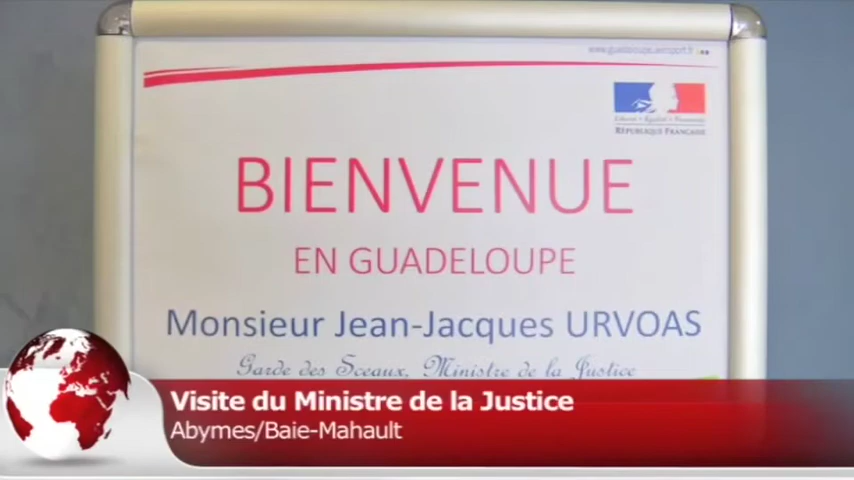 www.guadeloupe.aeroport.fr
Liberté • Égalité • Fraternité
RÉPUBLIQUE FRANÇAISE
BIENVENUE
EN GUADELOUPE
Monsieur Jean-Jacques URVOAS
Garde des Sceaux, Ministre de la Justice
Visite du Ministre de la Justice
Abymes/Baie-Mahault